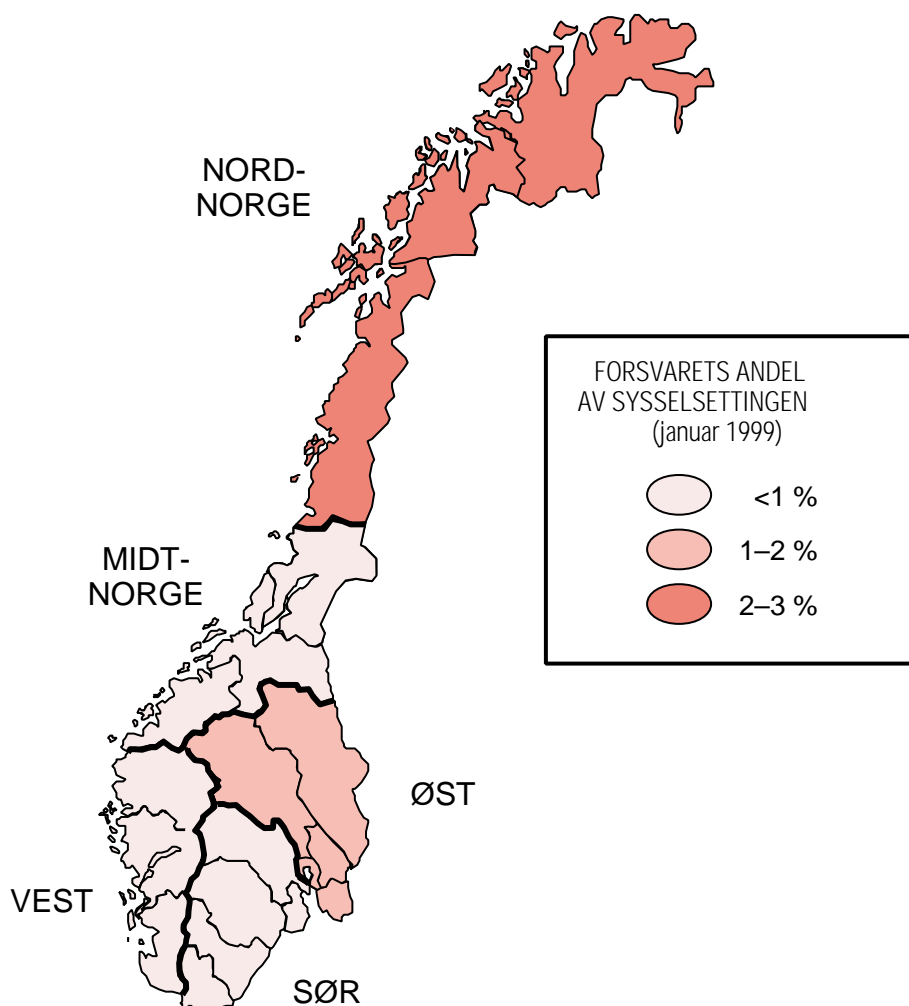 NORD-
NORGE
FORSVARETS ANDEL
AV SYSSELSETTINGEN
(januar 1999)
<1 %
1–2 %
2–3 %
MIDT-
NORGE
ØST
VEST
SØR